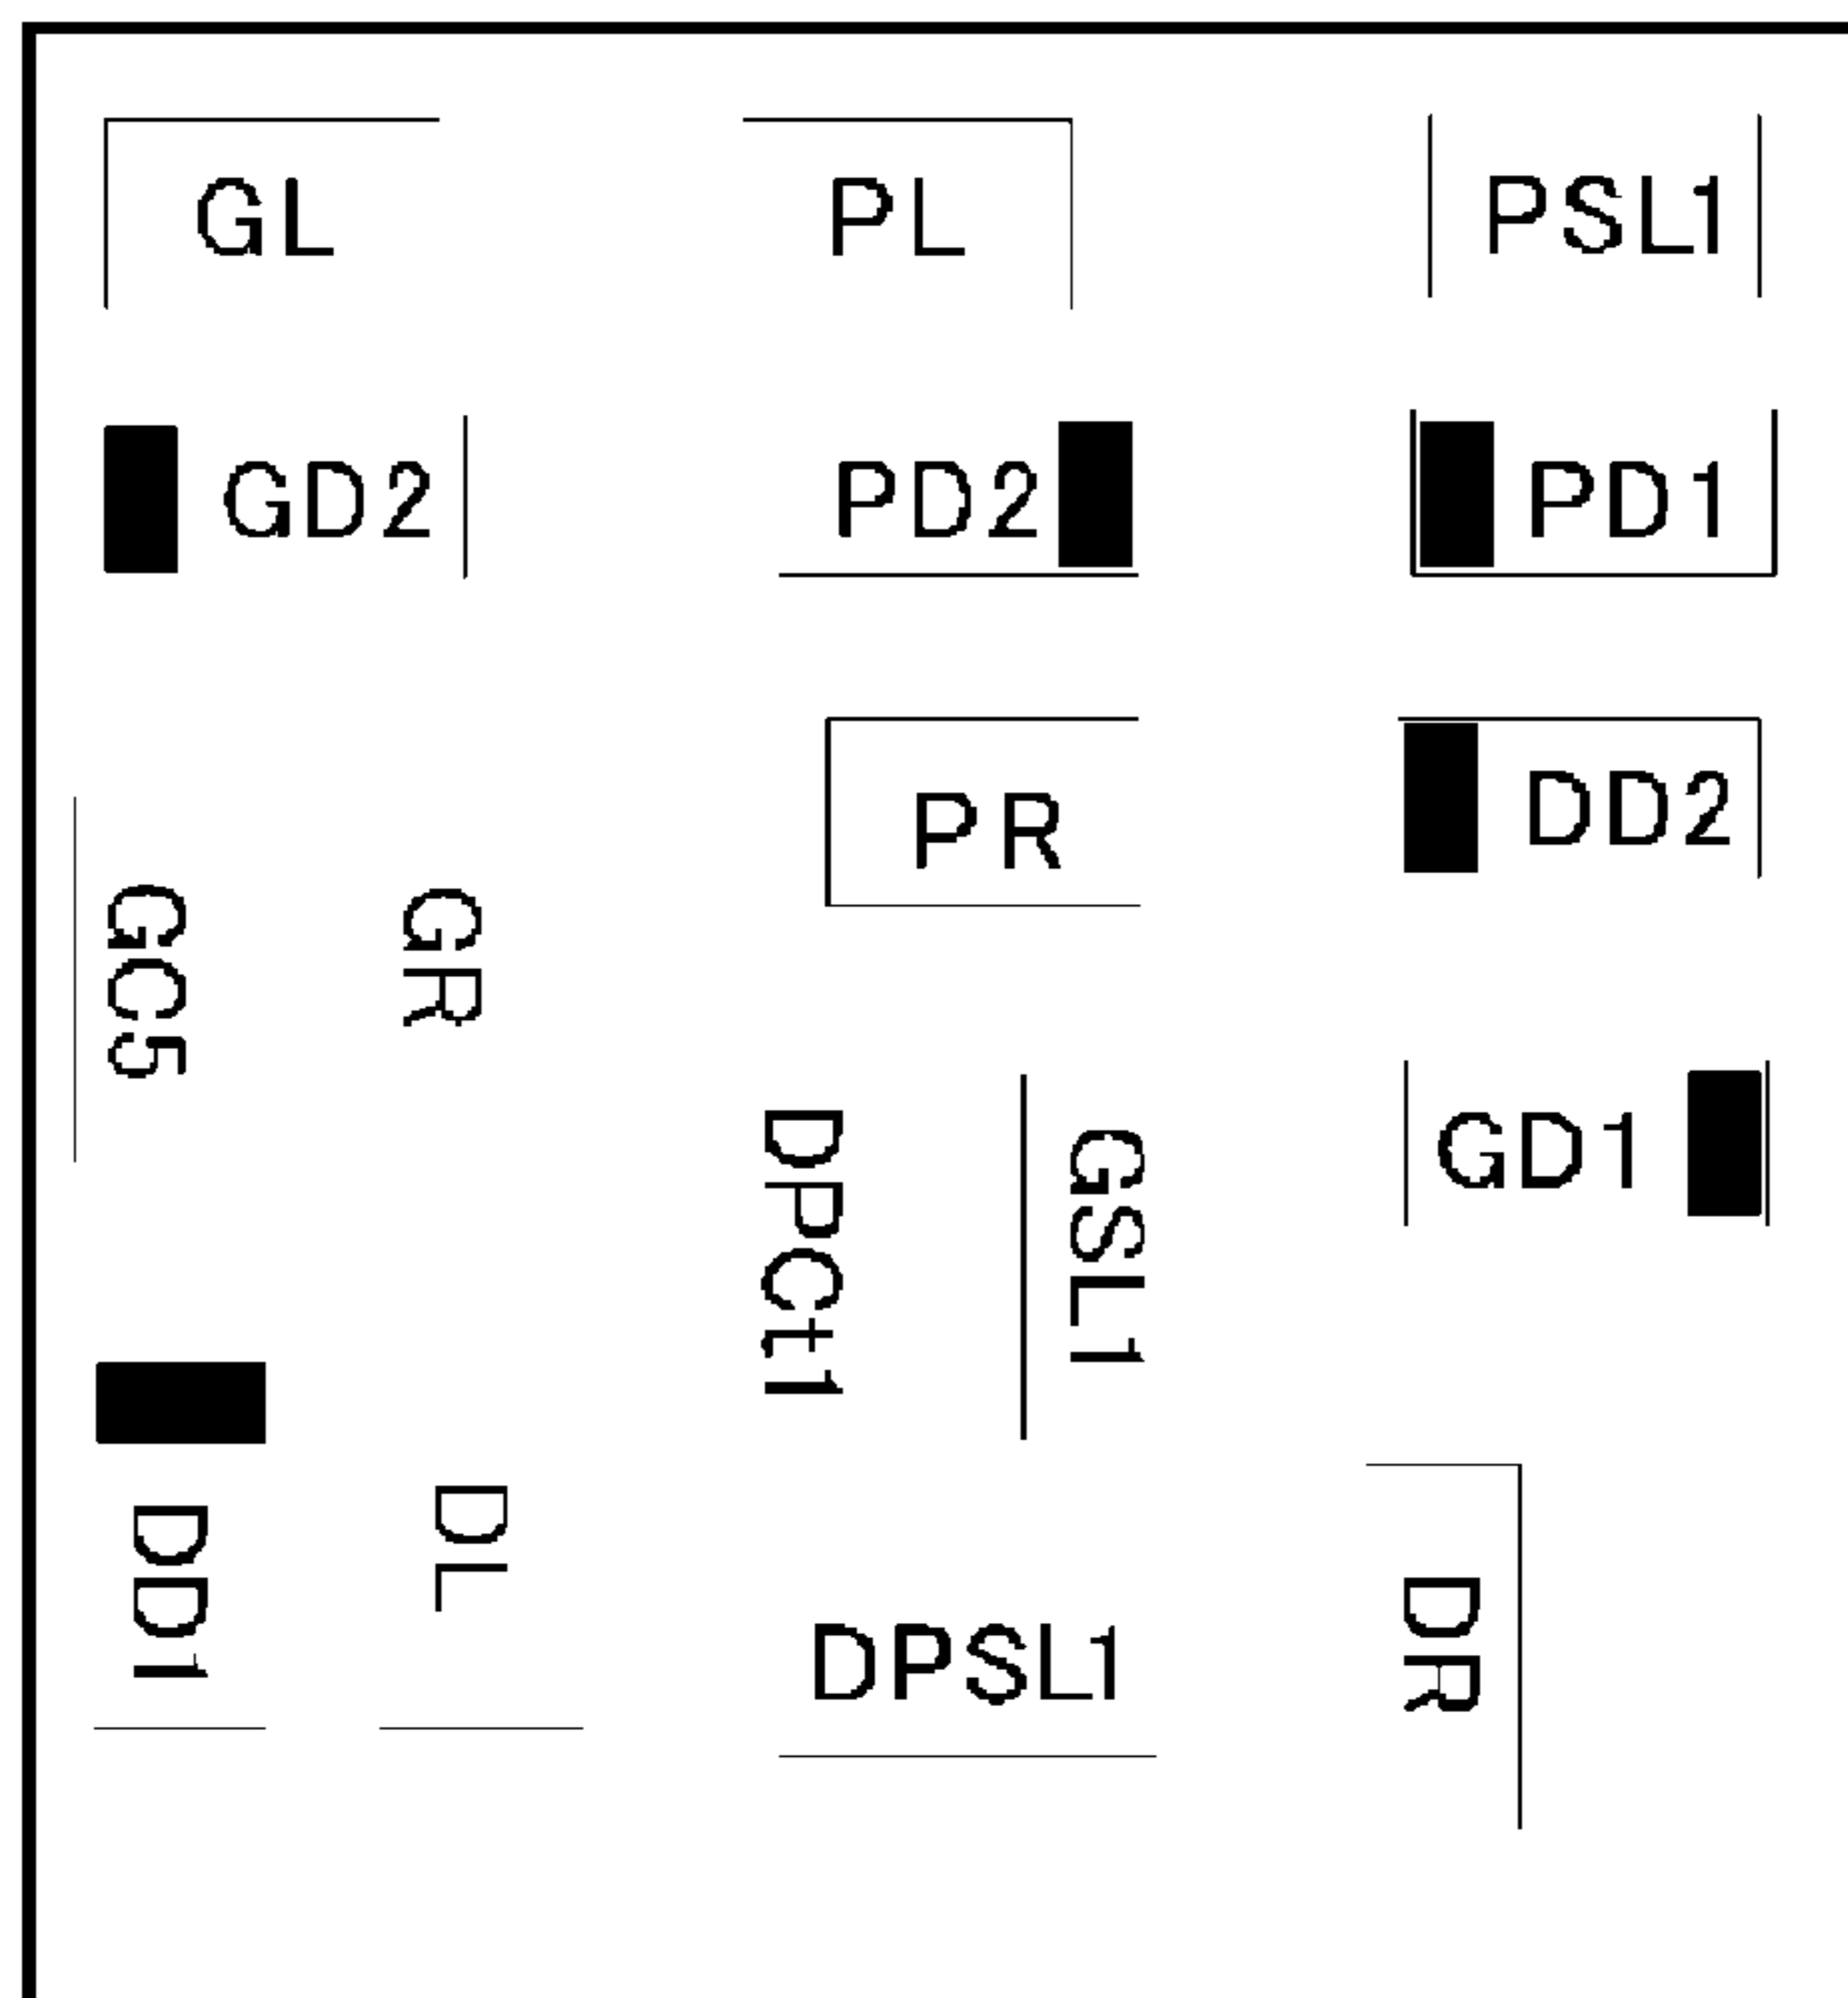 GL
PL
PSL1
GD2
PD2
PD1
PR
DD2
GC5
GR
DPCt1
GSL1
GD1
DD1
DL
DPSL1
DR